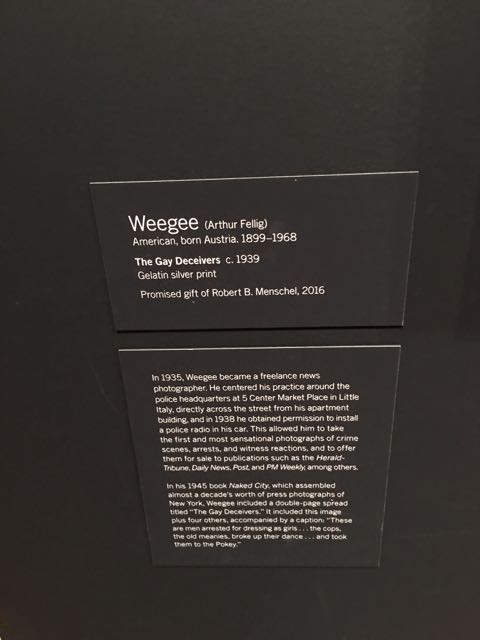 Weegee (Arthur Fellig)
American, born Austria. 1899–1968
The Gay Deceivers c. 1939
Gelatin silver print
Promised gift of Robert B. Menschel, 2016
In 1935, Weegee became a freelance news
photographer. He centered his practice around the
police headquarters at 5 Center Market Place in Little
Italy, directly across the street from his apartment
building, and in 1938 he obtained permission to install
a police radio in his car. This allowed him to take
the first and most sensational photographs of crime
scenes, arrests, and witness reactions, and to offer
them for sale to publications such as the Herald-
Tribune, Daily News, Post, and PM Weekly, among others.
In his 1945 book Naked City, which assembled
almost a decade's worth of press photographs of
New York, Weegee included a double-page spread
titled "The Gay Deceivers." It included this image
plus four others, accompanied by a caption: "These
are men arrested for dressing as girls . . . the cops,
the old meanies, broke up their dance . . . and took
them to the Pokey."